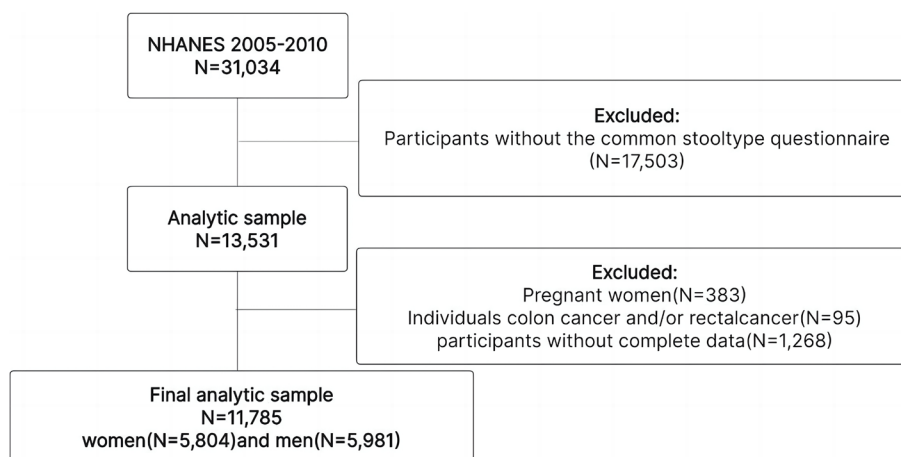 NHANES 2005-2010
N=31,034
Excluded:
Participants without the common stooltype questionnaire
(N=17,503)
Analytic sample
N=13,531
Excluded:
Pregnant women(N=383)
Individuals colon cancer and/or rectalcancer(N=95)
participants without complete data(N=1,268)
Final analytic sample
N=11,785
women(N=5,804)and men(N=5,981)